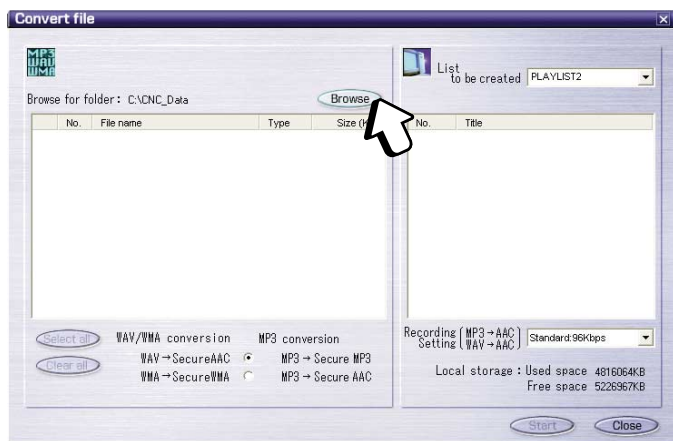 Convert file
MP3
WAV
WMA
List
to be created
PLAYLIST2
Browse for folder : C:\CNC_Data
Browse
No. File name Type Size (K
No. Title
Select all
Clear all
WAV/WMA conversion
WAV→SecureAAC
WMA→SecureWMA
MP3 conversion
MP3 → Secure MP3
MP3 → Secure AAC
Recording (MP3→AAC)
Setting (WAV→AAC)
Standard:96Kbps
Local storage : Used space 4816064KB
Free space 5226967KB
Start
Close